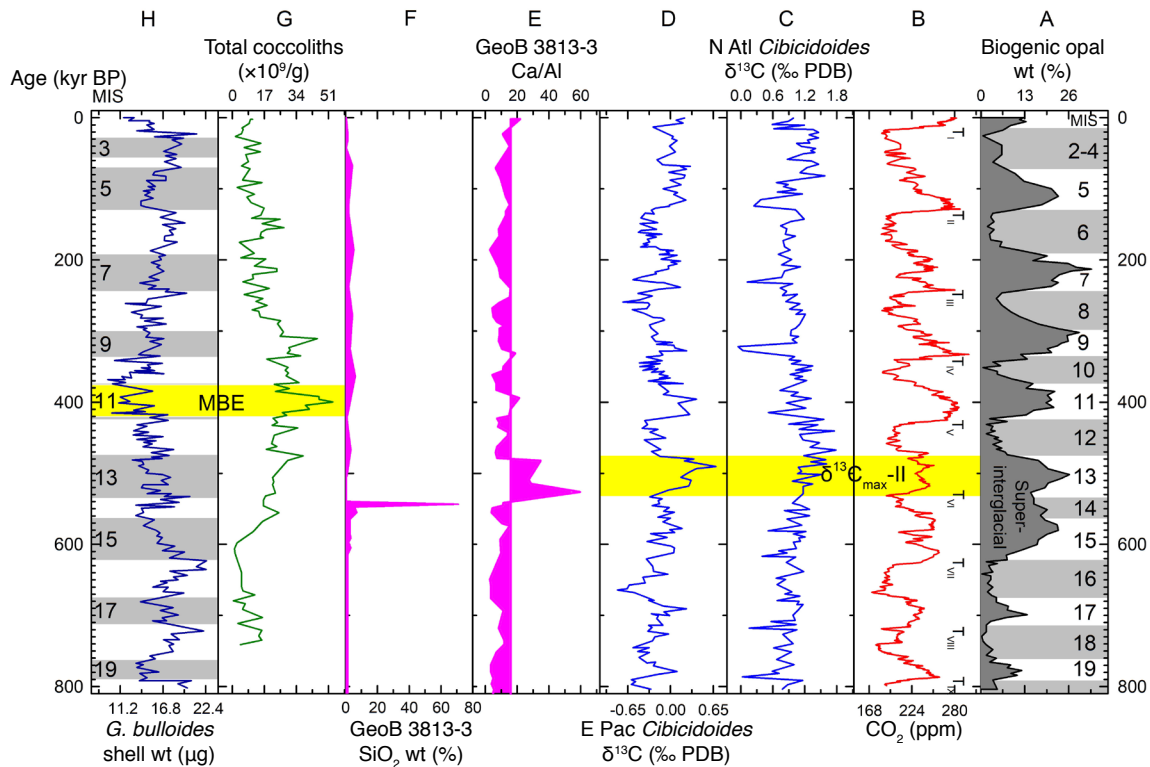 H G F E D C B A
Total coccoliths
(×10⁹/g)
GeoB 3813-3
Ca/Al
N Atl Cibicidoides
δ¹³C (‰ PDB)
Biogenic opal
wt (%)
Age (kyr BP)
MIS
0 17 34 51
0 20 40 60
0.0 0.6 1.2 1.8
0 13 26
0
200
400
600
800
3
5
7
9
11
13
15
17
19
MBE
δ¹³Cmax-II
T I
T II
T III
T IV
T V
T VI
T VII
T VIII
T IX
Super-
interglacial
MIS
2-4
5
6
7
8
9
10
11
12
13
14
15
16
17
18
19
0
200
400
600
800
11.2 16.8 22.4
0 20 40 60 80
-0.65 0.00 0.65
168 224 280
G. bulloides
shell wt (µg)
GeoB 3813-3
SiO₂ wt (%)
E Pac Cibicidoides
δ¹³C (‰ PDB)
CO₂ (ppm)